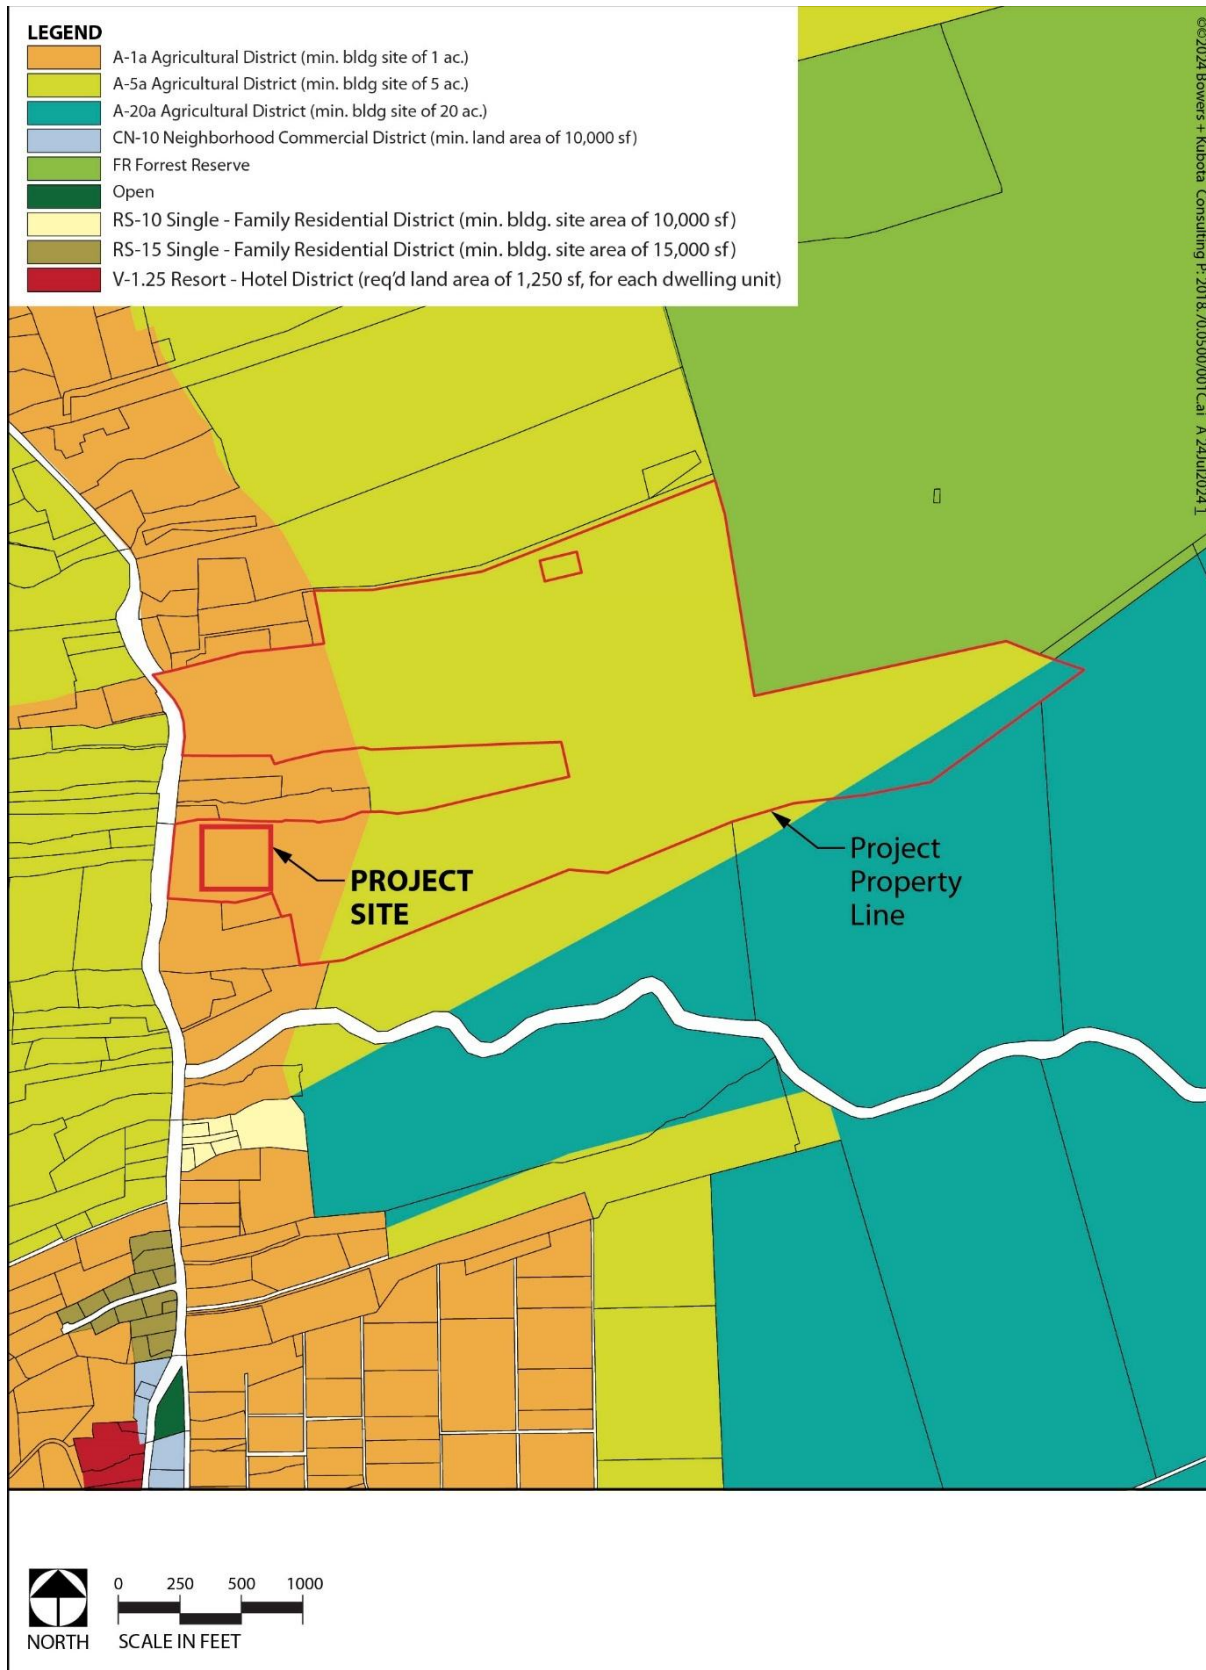 LEGEND
A-1a Agricultural District (min. bldg site of 1 ac.)
A-5a Agricultural District (min. bldg site of 5 ac.)
A-20a Agricultural District (min. bldg site of 20 ac.)
CN-10 Neighborhood Commercial District (min. land area of 10,000 sf)
FR Forrest Reserve
Open
RS-10 Single - Family Residential District (min. bldg. site area of 10,000 sf)
RS-15 Single - Family Residential District (min. bldg. site area of 15,000 sf)
V-1.25 Resort - Hotel District (req'd land area of 1,250 sf, for each dwelling unit)
©©2024 Bowers + Kubota Consulting P: 2018.70.0500/001C.ai A 24Jul2024 1
PROJECT
SITE
Project
Property
Line
0 250 500 1000
NORTH SCALE IN FEET